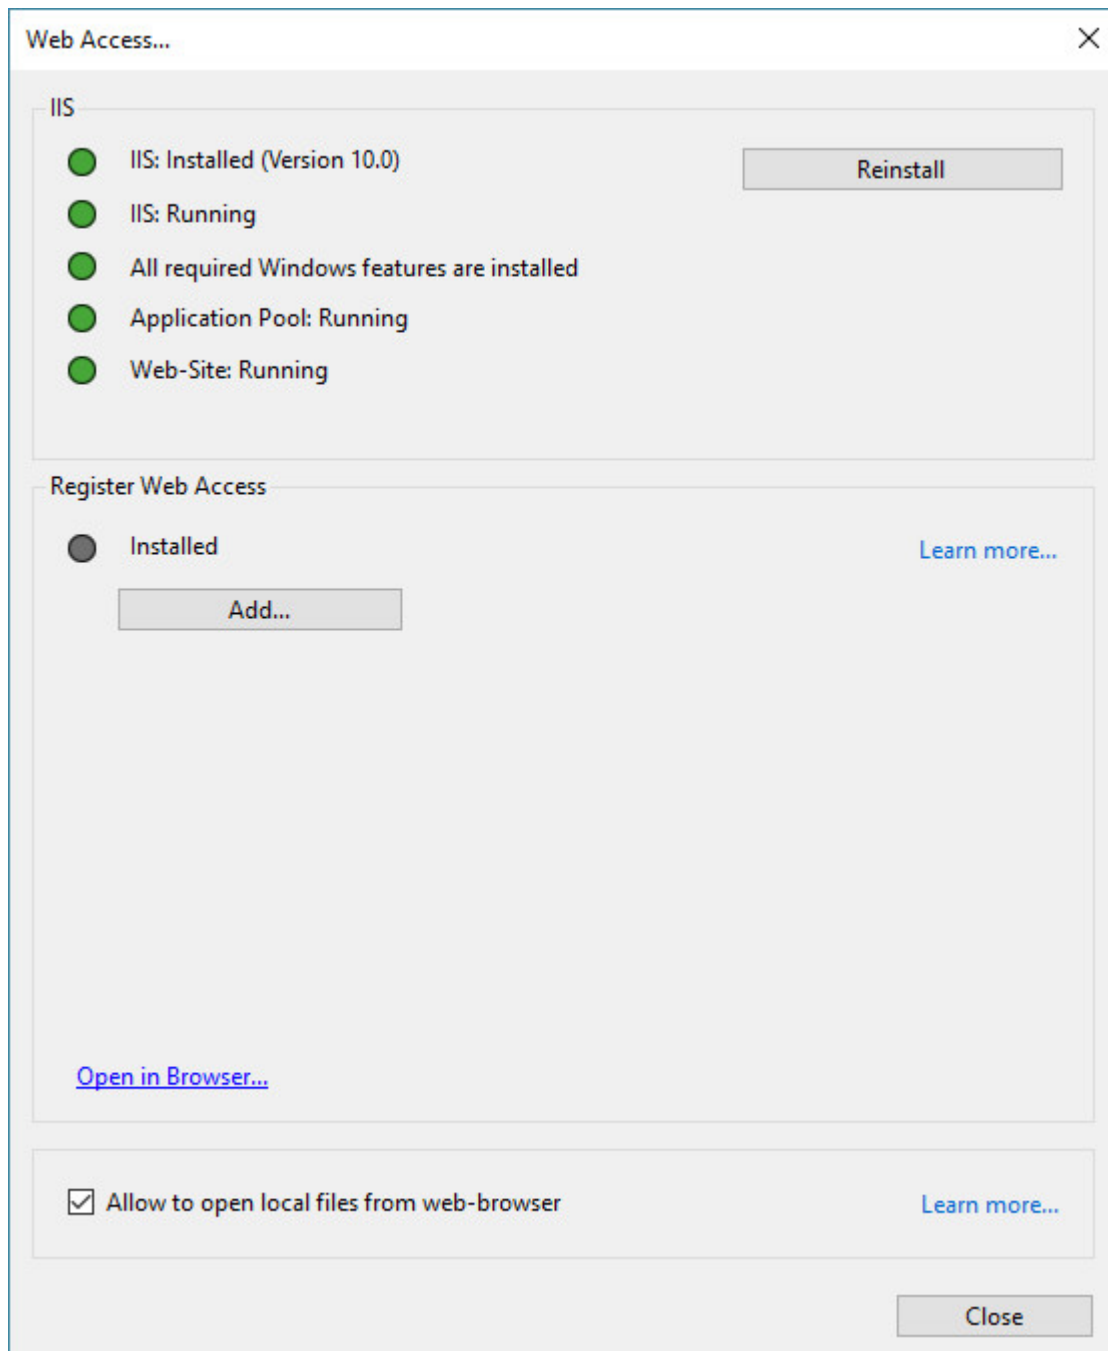 Web Access...
IIS
IIS: Installed (Version 10.0)
Reinstall
IIS: Running
All required Windows features are installed
Application Pool: Running
Web-Site: Running
Register Web Access
Installed
Learn more...
Add...
Open in Browser...
Allow to open local files from web-browser
Learn more...
Close